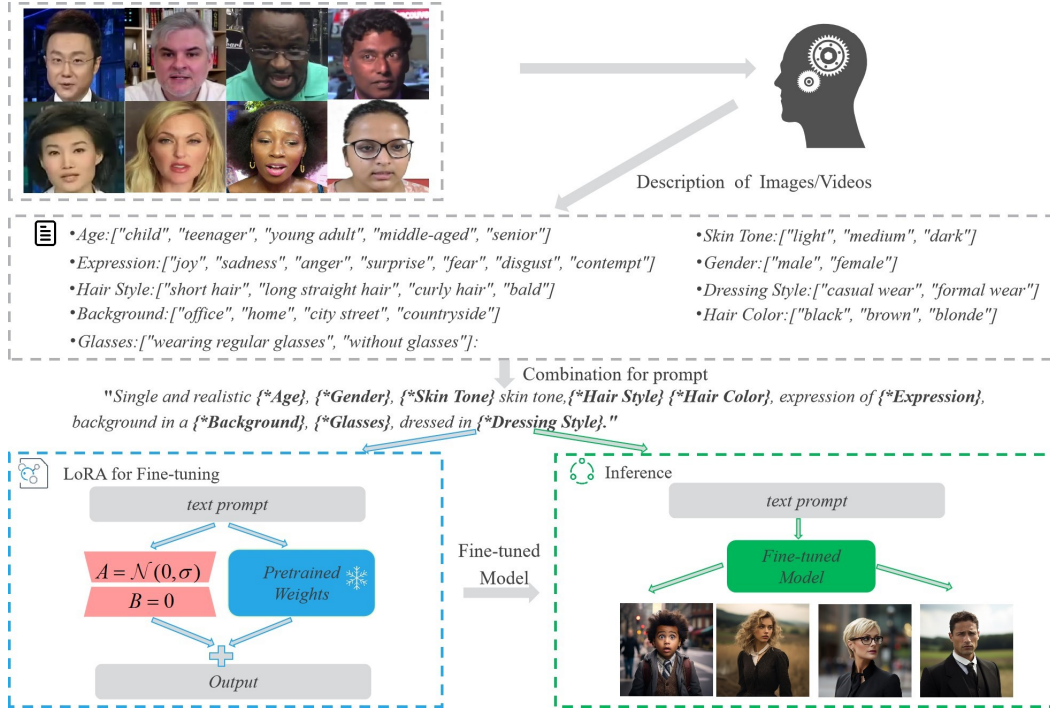 Description of Images/Videos
•Age:["child", "teenager", "young adult", "middle-aged", "senior"]
•Expression:["joy", "sadness", "anger", "surprise", "fear", "disgust", "contempt"]
•Hair Style:["short hair", "long straight hair", "curly hair", "bald"]
•Background:["office", "home", "city street", "countryside"]
•Glasses:["wearing regular glasses", "without glasses"]:
•Skin Tone:["light", "medium", "dark"]
•Gender:["male", "female"]
•Dressing Style:["casual wear", "formal wear"]
•Hair Color:["black", "brown", "blonde"]
Combination for prompt
"Single and realistic {*Age}, {*Gender}, {*Skin Tone} skin tone,{*Hair Style} {*Hair Color}, expression of {*Expression},
background in a {*Background}, {*Glasses}, dressed in {*Dressing Style}."
LoRA for Fine-tuning
text prompt
A = N(0,σ)
B = 0
Pretrained
Weights
Output
Fine-tuned
Model
Inference
text prompt
Fine-tuned
Model